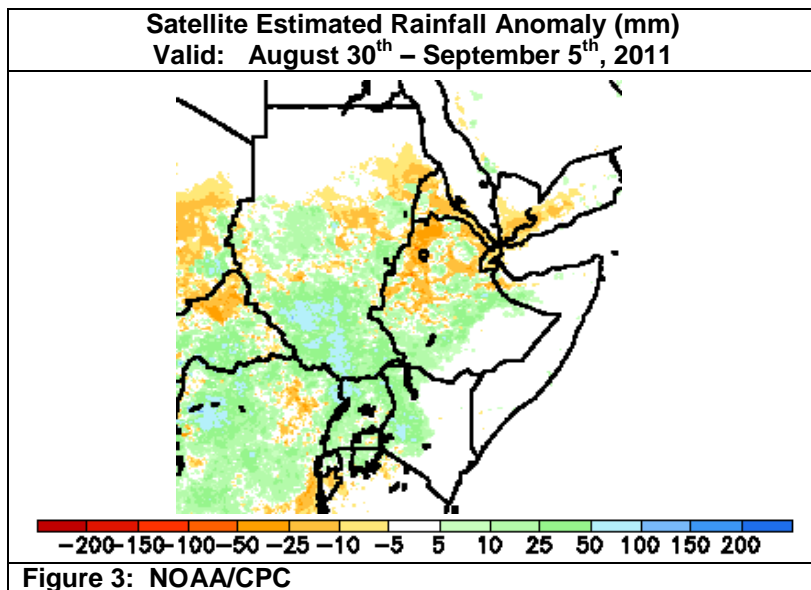 Satellite Estimated Rainfall Anomaly (mm)
Valid: August 30th – September 5th, 2011
-200-150-100-50 -25 -10 -5 5 10 25 50 100 150 200
Figure 3: NOAA/CPC